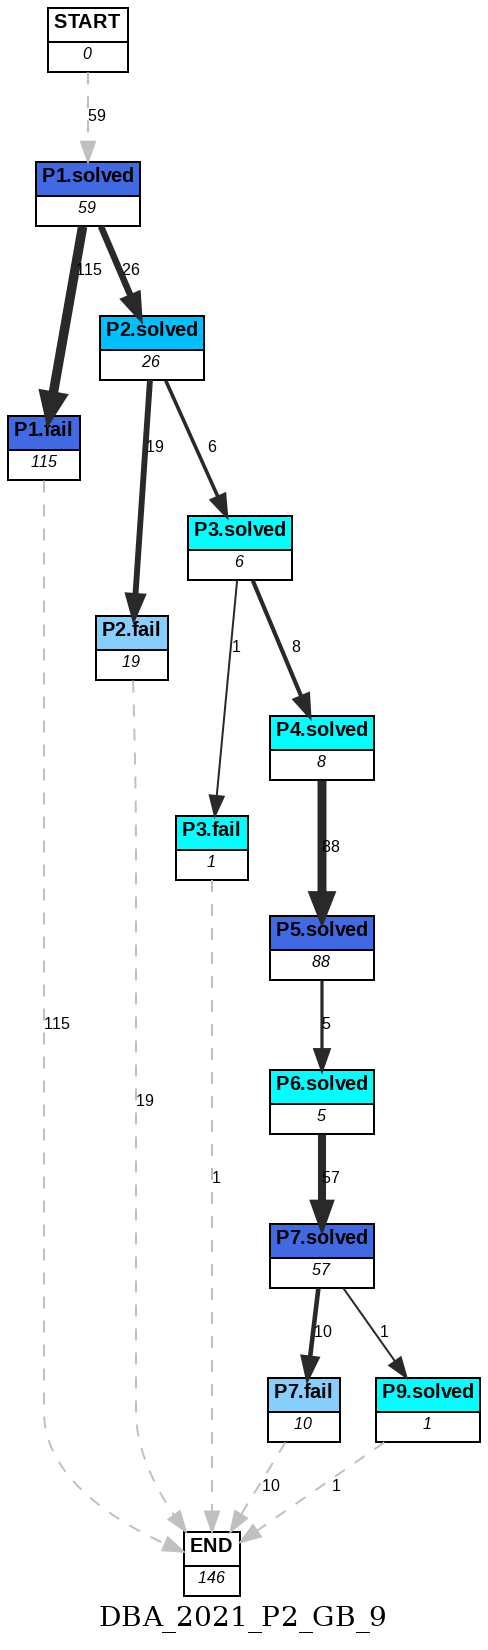 START
0
59
P1.solved
59
115
26
P2.solved
26
P1.fail
115
19
6
P3.solved
6
P2.fail
19
1
8
P4.solved
8
P3.fail
1
88
P5.solved
88
115
5
P6.solved
5
19
1
57
P7.solved
57
10
1
P7.fail
10
P9.solved
1
10
1
END
146
DBA_2021_P2_GB_9